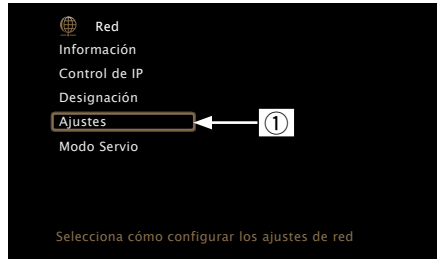 Red
Información
Control de IP
Designación
Ajustes
①
Modo Servio
Selecciona cómo configurar los ajustes de red